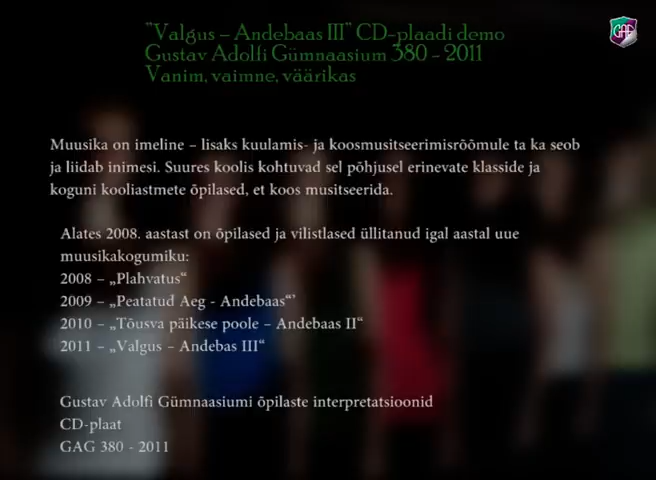 "Valgus – Andebaas III" CD-plaadi demo
Gustav Adolfi Gümnaasium 380 – 2011
Vanim, vaimne, väärikas
GAG
Muusika on imeline – lisaks kuulamis- ja koosmusitseerimisrõõmule ta ka seob
ja liidab inimesi. Suures koolis kohtuvad sel põhjusel erinevate klasside ja
koguni kooliastmete õpilased, et koos musitseerida.
Alates 2008. aastast on õpilased ja vilistlased üllitanud igal aastal uue
muusikakogumiku:
2008 – „Plahvatus“
2009 – „Peatatud Aeg - Andebaas“'
2010 – „Tõusva päikese poole – Andebaas II“
2011 – „Valgus – Andebas III“
Gustav Adolfi Gümnaasiumi õpilaste interpretatsioonid
CD-plaat
GAG 380 - 2011